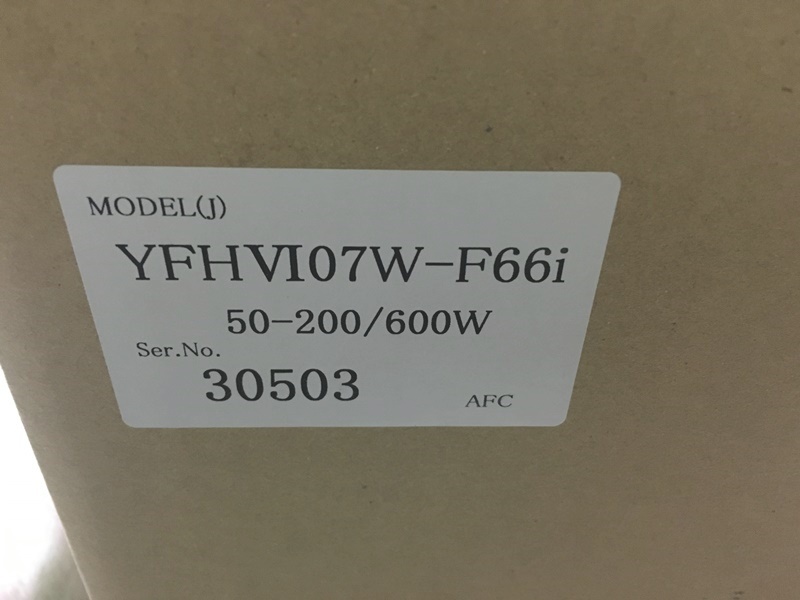 MODEL(J)
YFHⅥ07W-F66i
50-200/600W
Ser.No.
30503
AFC